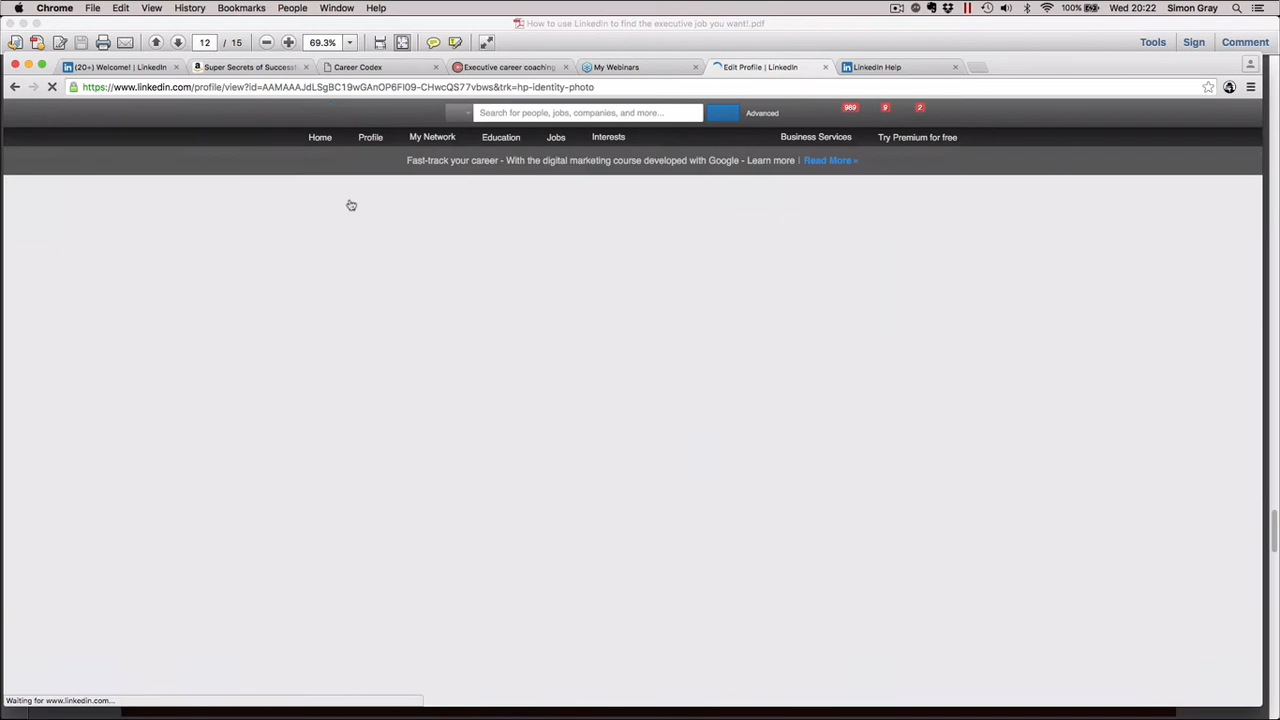 Chrome File Edit View History Bookmarks People Window Help 100% Wed 20:22 Simon Gray
How to use LinkedIn to find the executive job you want!.pdf
12 / 15 69.3% Tools Sign Comment
(20+) Welcome! | LinkedIn Super Secrets of Successf Career Codex Executive career coaching My Webinars Edit Profile | LinkedIn LinkedIn Help
https://www.linkedin.com/profile/view?id=AAMAAAJdLSgBC19wGAnOP6FI09-CHwcQS77vbws&trk=hp-identity-photo
Search for people, jobs, companies, and more... Advanced 989 9 2
Home Profile My Network Education Jobs Interests Business Services Try Premium for free
Fast-track your career - With the digital marketing course developed with Google - Learn more | Read More »
Waiting for www.linkedin.com...